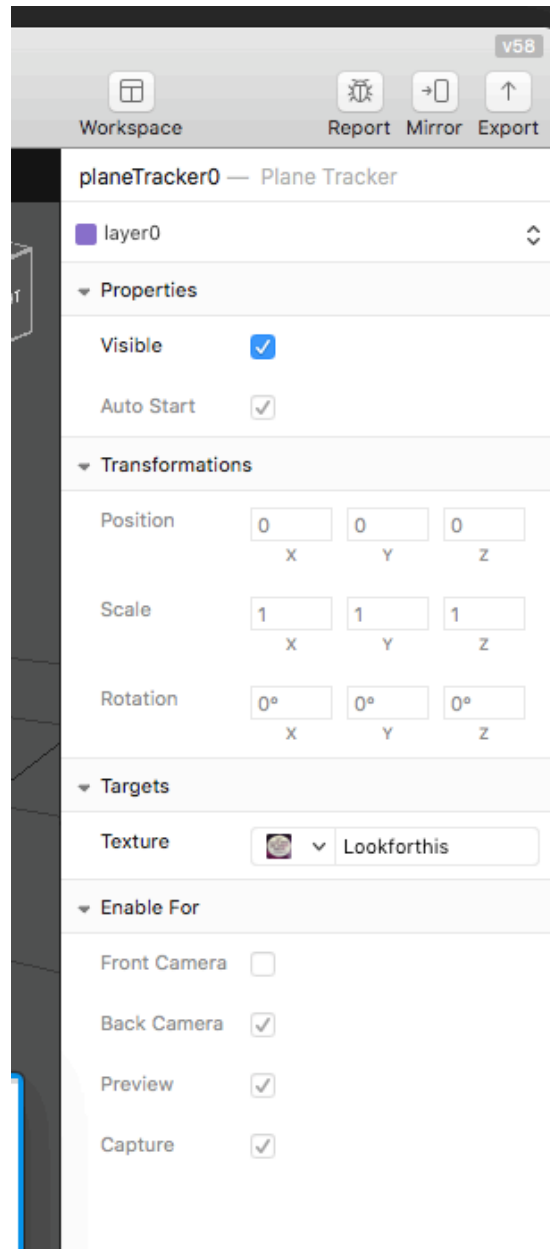 v58
Workspace Report Mirror Export
planeTracker0 — Plane Tracker
layer0
Properties
Visible
Auto Start
Transformations
Position 0 0 0
X Y Z
Scale 1 1 1
X Y Z
Rotation 0° 0° 0°
X Y Z
Targets
Texture Lookforthis
Enable For
Front Camera
Back Camera
Preview
Capture